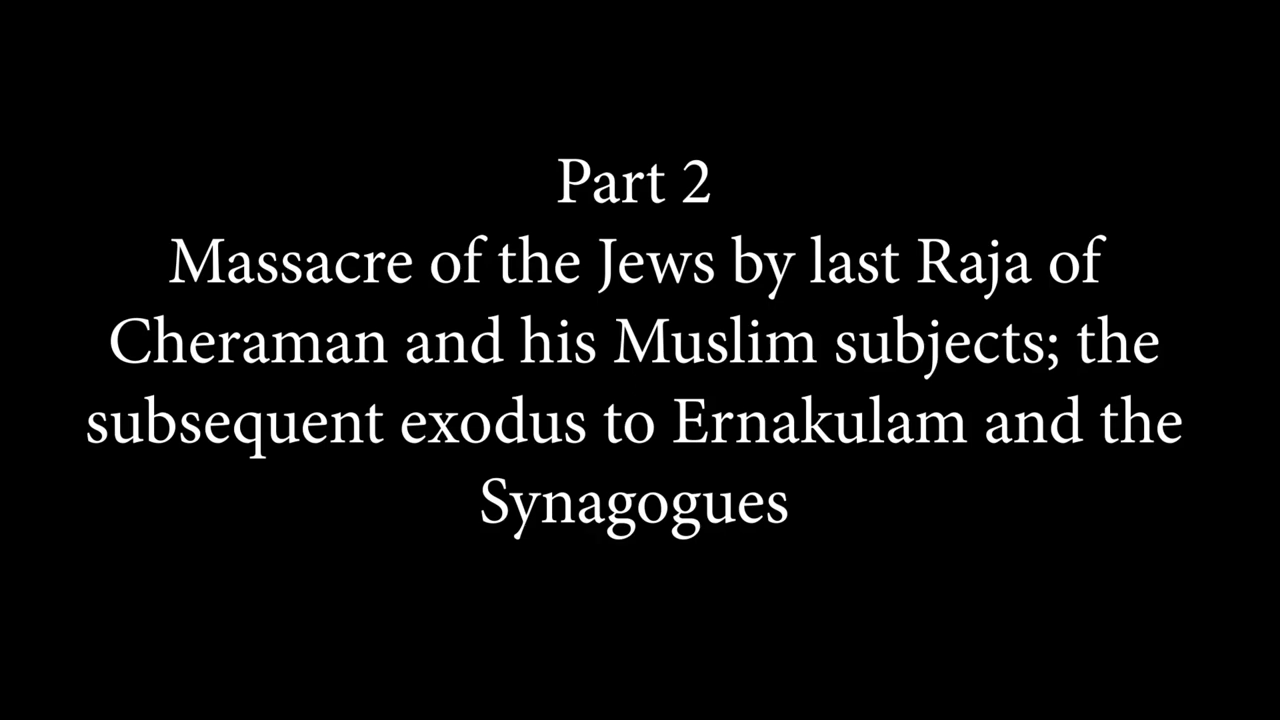 Part 2
Massacre of the Jews by last Raja of
Cheraman and his Muslim subjects; the
subsequent exodus to Ernakulam and the
Synagogues